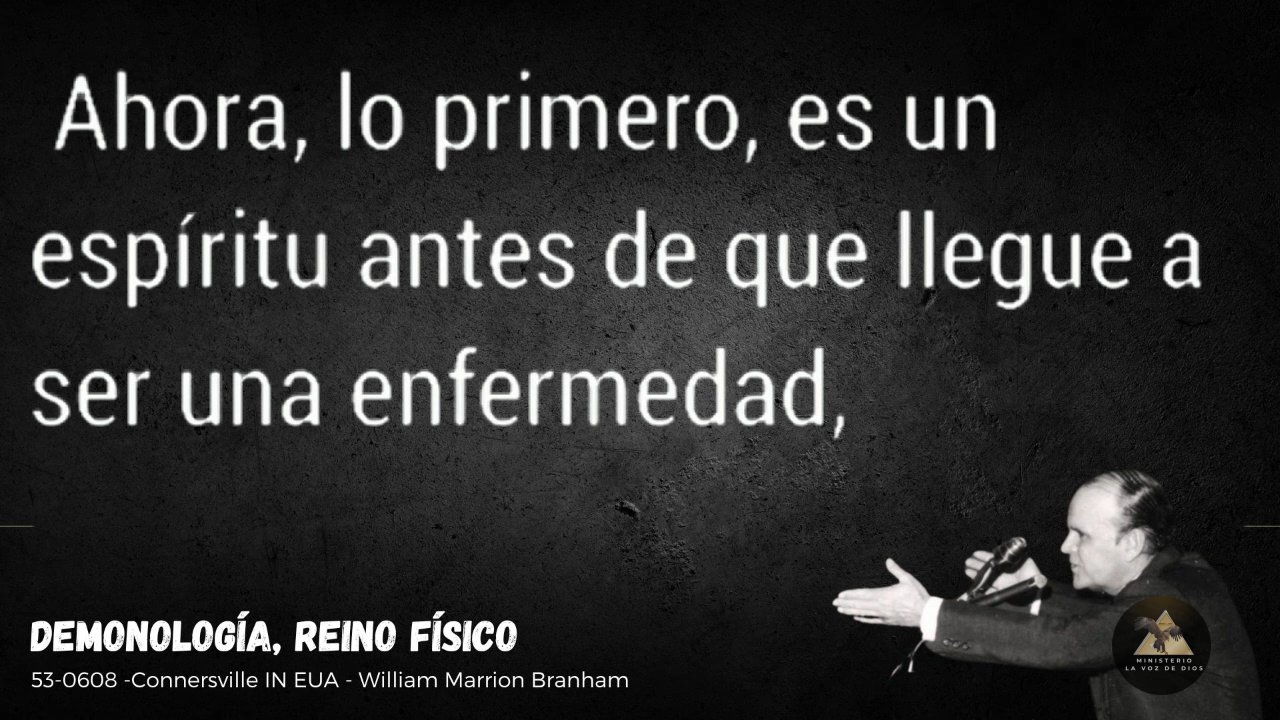 Ahora, lo primero, es un
espíritu antes de que llegue a
ser una enfermedad,
DEMONOLOGÍA, REINO FÍSICO
53-0608 -Connersville IN EUA - William Marrion Branham
MINISTERIO
LA VOZ DE DIOS